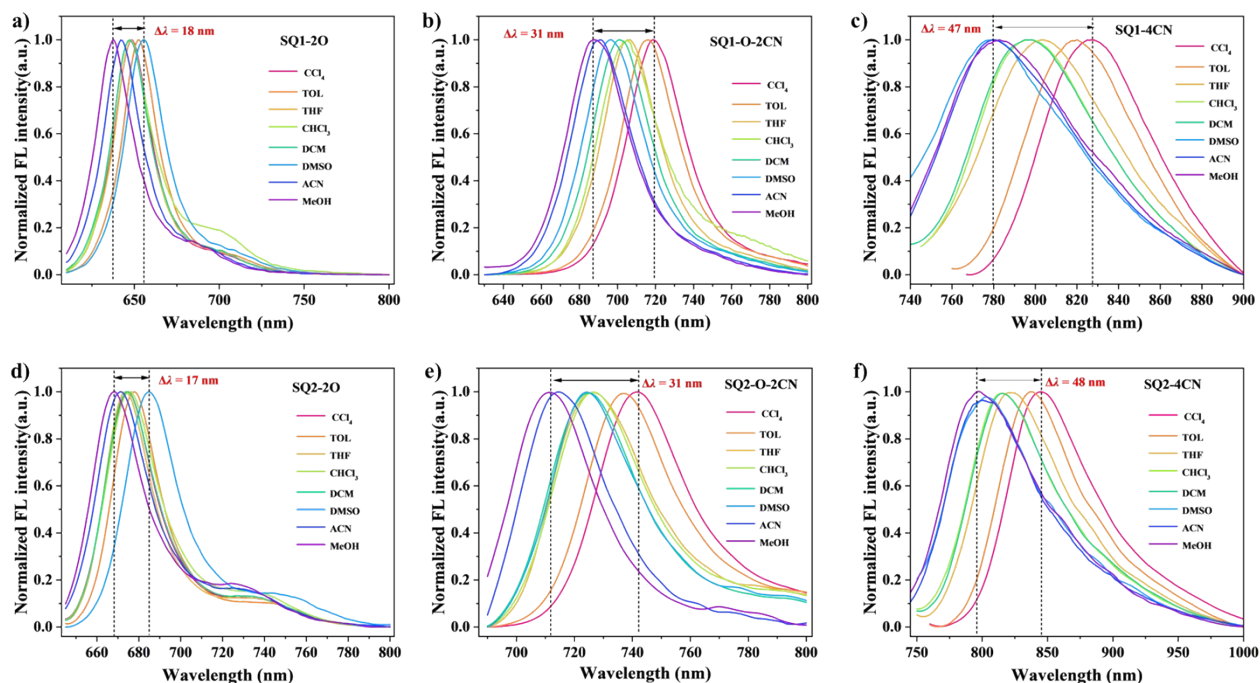 a)
Δλ = 18 nm
SQ1-2O
CCl₄
TOL
THF
CHCl₃
DCM
DMSO
ACN
MeOH
Normalized FL intensity(a.u.)
1.0
0.8
0.6
0.4
0.2
0.0
650
700
750
800
Wavelength (nm)
b)
Δλ = 31 nm
SQ1-O-2CN
CCl₄
TOL
THF
CHCl₃
DCM
DMSO
ACN
MeOH
Normalized FL intensity(a.u.)
1.0
0.8
0.6
0.4
0.2
0.0
640
660
680
700
720
740
760
780
800
Wavelength (nm)
c)
Δλ = 47 nm
SQ1-4CN
CCl₄
TOL
THF
CHCl₃
DCM
DMSO
ACN
MeOH
Normalized FL intensity(a.u.)
1.0
0.8
0.6
0.4
0.2
0.0
740
760
780
800
820
840
860
880
900
Wavelength (nm)
d)
Δλ = 17 nm
SQ2-2O
CCl₄
TOL
THF
CHCl₃
DCM
DMSO
ACN
MeOH
Normalized FL intensity(a.u.)
1.0
0.8
0.6
0.4
0.2
0.0
660
680
700
720
740
760
780
800
Wavelength (nm)
e)
Δλ = 31 nm
SQ2-O-2CN
CCl₄
TOL
THF
CHCl₃
DCM
DMSO
ACN
MeOH
Normalized FL intensity(a.u.)
1.0
0.8
0.6
0.4
0.2
0.0
700
720
740
760
780
800
Wavelength (nm)
f)
Δλ = 48 nm
SQ2-4CN
CCl₄
TOL
THF
CHCl₃
DCM
DMSO
ACN
MeOH
Normalized FL intensity(a.u.)
1.0
0.8
0.6
0.4
0.2
0.0
750
800
850
900
950
1000
Wavelength (nm)